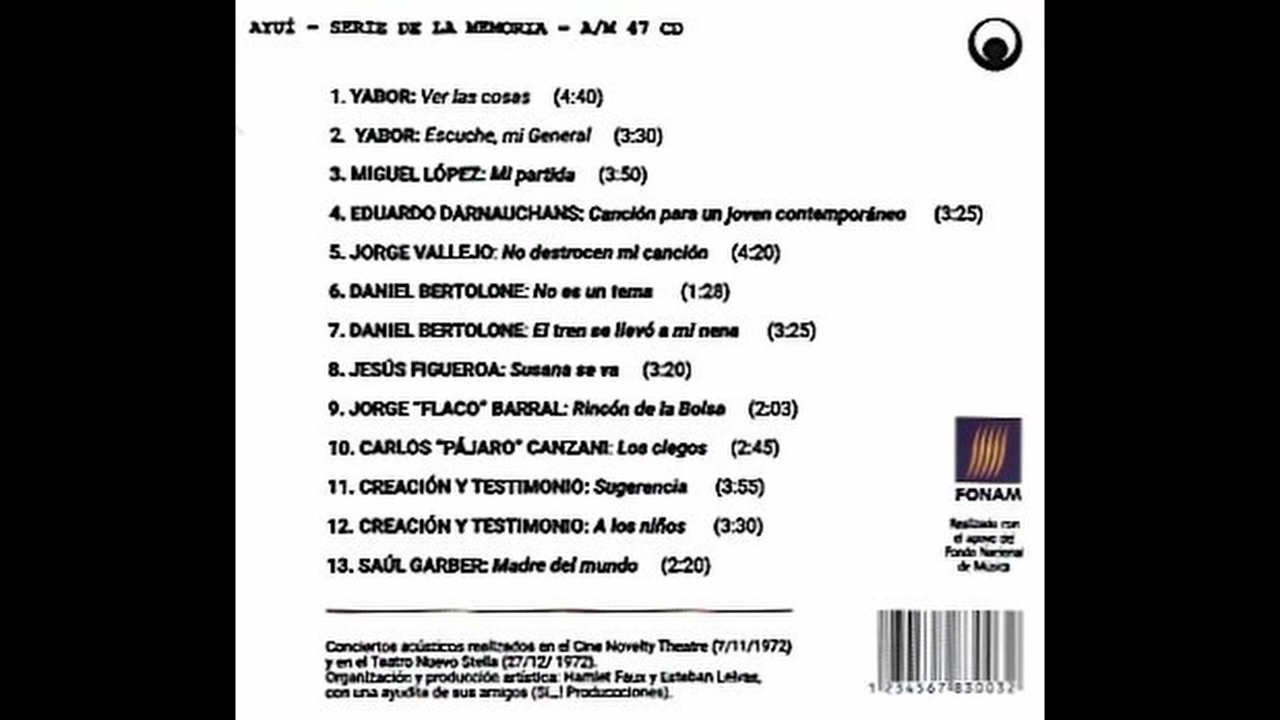 AYUÍ - SERIE DE LA MEMORIA - A/M 47 CD
1. YABOR: Ver las cosas (4:40)
2. YABOR: Escuche, mi General (3:30)
3. MIGUEL LÓPEZ: Mi partida (3:50)
4. EDUARDO DARNAUCHANS: Canción para un joven contemporáneo (3:25)
5. JORGE VALLEJO: No destrocen mi canción (4:20)
6. DANIEL BERTOLONE: No es un tema (1:28)
7. DANIEL BERTOLONE: El tren se llevó a mi nena (3:25)
8. JESÚS FIGUEROA: Susana se va (3:20)
9. JORGE "FLACO" BARRAL: Rincón de la Bolsa (2:03)
10. CARLOS "PÁJARO" CANZANI: Los ciegos (2:45)
11. CREACIÓN Y TESTIMONIO: Sugerencia (3:55)
12. CREACIÓN Y TESTIMONIO: A los niños (3:30)
13. SAÚL GARBER: Madre del mundo (2:20)
FONAM
Realizado con
el apoyo del
Fondo Nacional
de Música
Conciertos acústicos realizados en el Cine Novelty Theatre (7/11/1972)
y en el Teatro Nuevo Stella (27/12/ 1972).
Organización y producción artística: Hamlet Faux y Esteban Leivas,
con una ayudita de sus amigos (Sí...! Producciones).
1 234567 830032